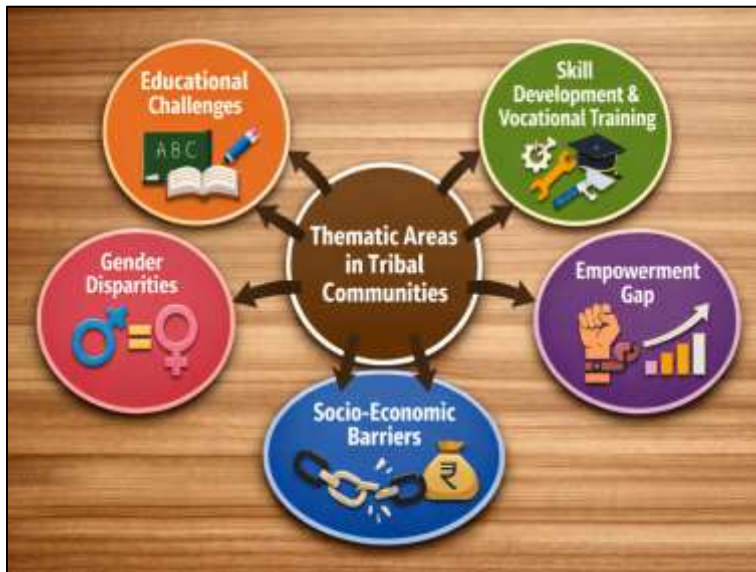 Educational
Challenges
ABC
Skill
Development &
Vocational Training
Thematic Areas
in Tribal
Communities
Gender
Disparities
Empowerment
Gap
Socio-Economic
Barriers
₹